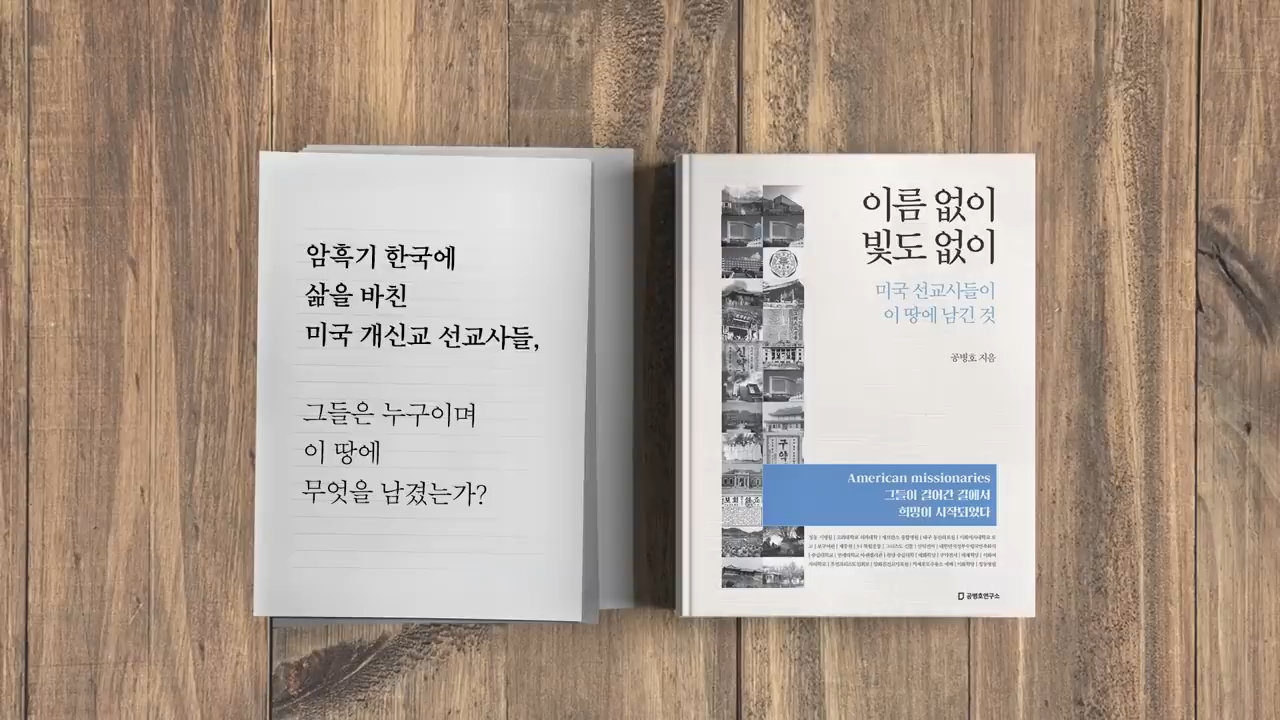 암흑기 한국에
삶을 바친
미국 개신교 선교사들,
그들은 누구이며
이 땅에
무엇을 남겼는가?
이름 없이
빛도 없이
미국 선교사들이
이 땅에 남긴 것
공병호 지음
신약
구약
American missionaries
그들이 걸어간 길에서
희망이 시작되었다
공병호연구소